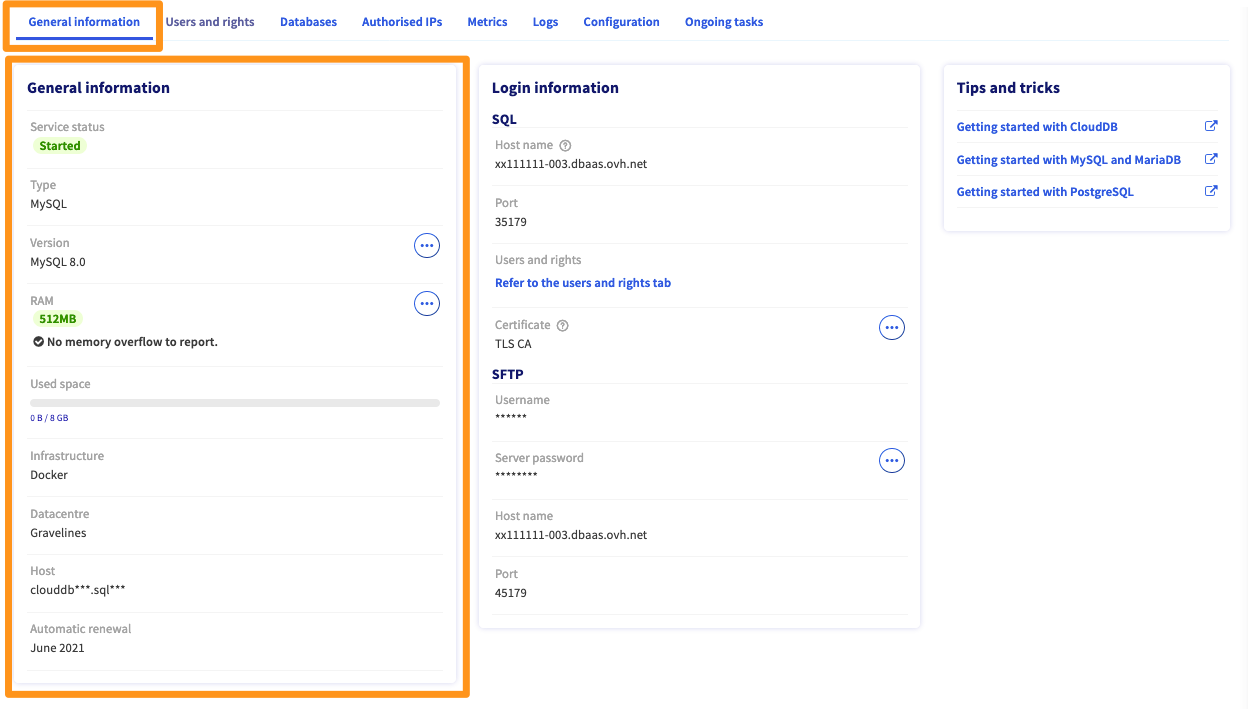 General information Users and rights Databases Authorised IPs Metrics Logs Configuration Ongoing tasks
General information
Service status
Started
Type
MySQL
Version
MySQL 8.0
RAM
512MB
No memory overflow to report.
Used space
0 B / 8 GB
Infrastructure
Docker
Datacentre
Gravelines
Host
clouddb***.sql***
Automatic renewal
June 2021
Login information
SQL
Host name
xx111111-003.dbaas.ovh.net
Port
35179
Users and rights
Refer to the users and rights tab
Certificate
TLS CA
SFTP
Username
******
Server password
********
Host name
xx111111-003.dbaas.ovh.net
Port
45179
Tips and tricks
Getting started with CloudDB
Getting started with MySQL and MariaDB
Getting started with PostgreSQL